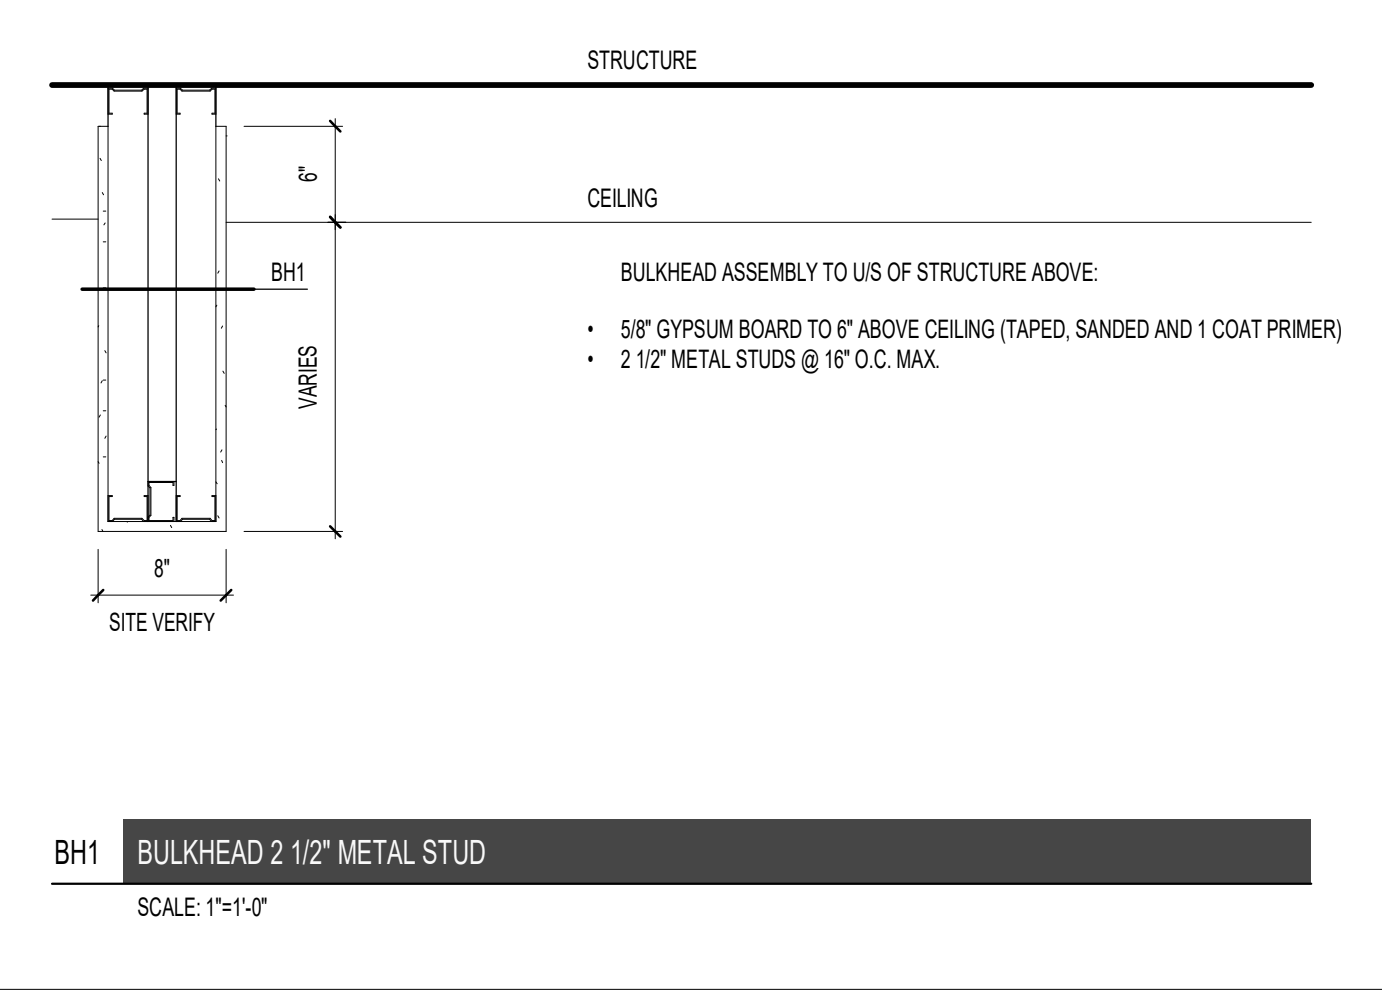 STRUCTURE
6"
CEILING
BH1
BULKHEAD ASSEMBLY TO U/S OF STRUCTURE ABOVE:
• 5/8" GYPSUM BOARD TO 6" ABOVE CEILING (TAPED, SANDED AND 1 COAT PRIMER)
• 2 1/2" METAL STUDS @ 16" O.C. MAX.
VARIES
8"
SITE VERIFY
BH1 BULKHEAD 2 1/2" METAL STUD
SCALE: 1"=1'-0"